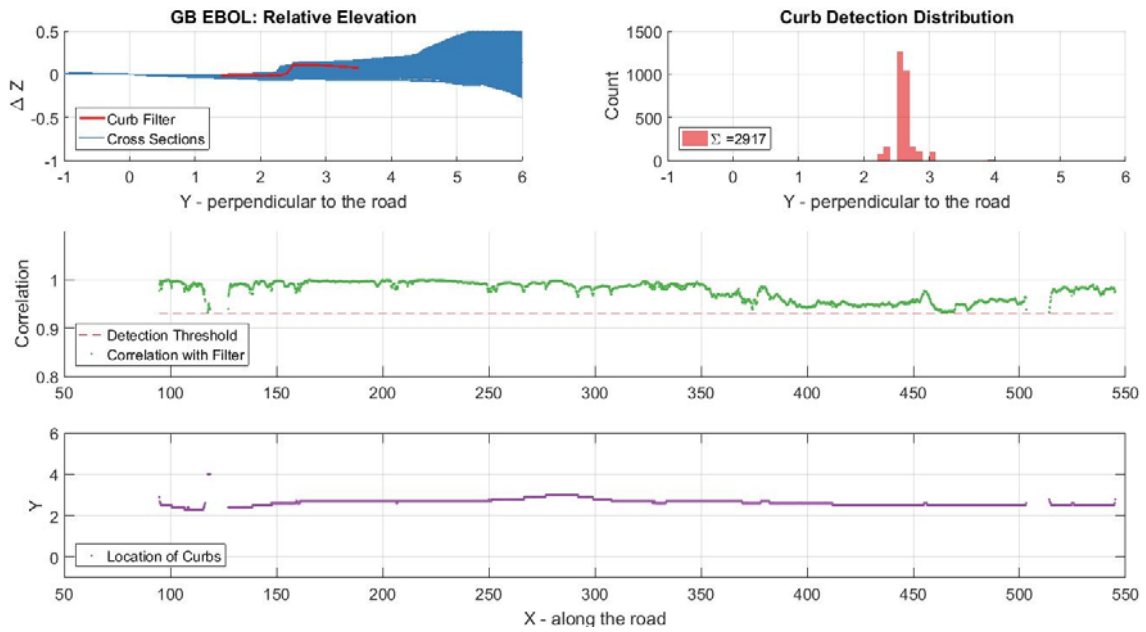 GB EBOL: Relative Elevation
0.5
0
-0.5
-1
Δ Z
Curb Filter
Cross Sections
-1 0 1 2 3 4 5 6
Y - perpendicular to the road
Curb Detection Distribution
1500
1000
500
0
Count
Σ =2917
-1 0 1 2 3 4 5 6
Y - perpendicular to the road
1
0.9
0.8
Correlation
Detection Threshold
Correlation with Filter
50 100 150 200 250 300 350 400 450 500 550
6
4
2
0
Y
Location of Curbs
50 100 150 200 250 300 350 400 450 500 550
X - along the road